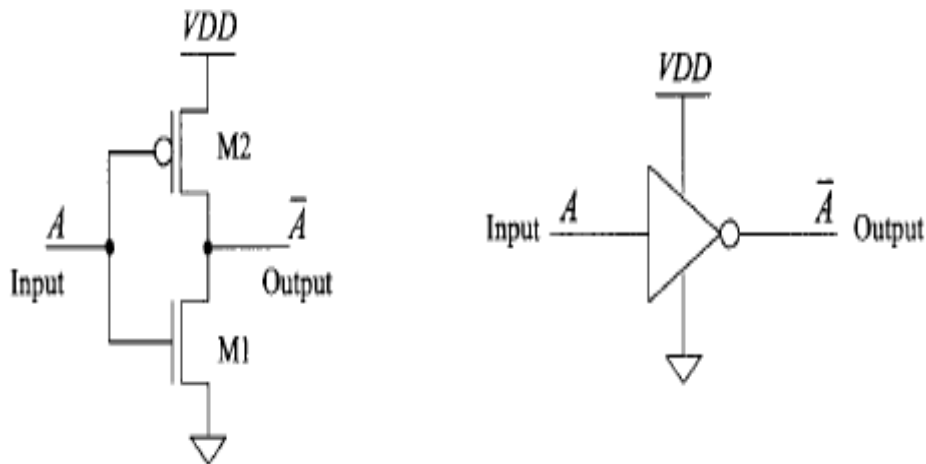 VDD
M2
A
A̅
Input
Output
M1
VDD
Input
A
A̅
Output